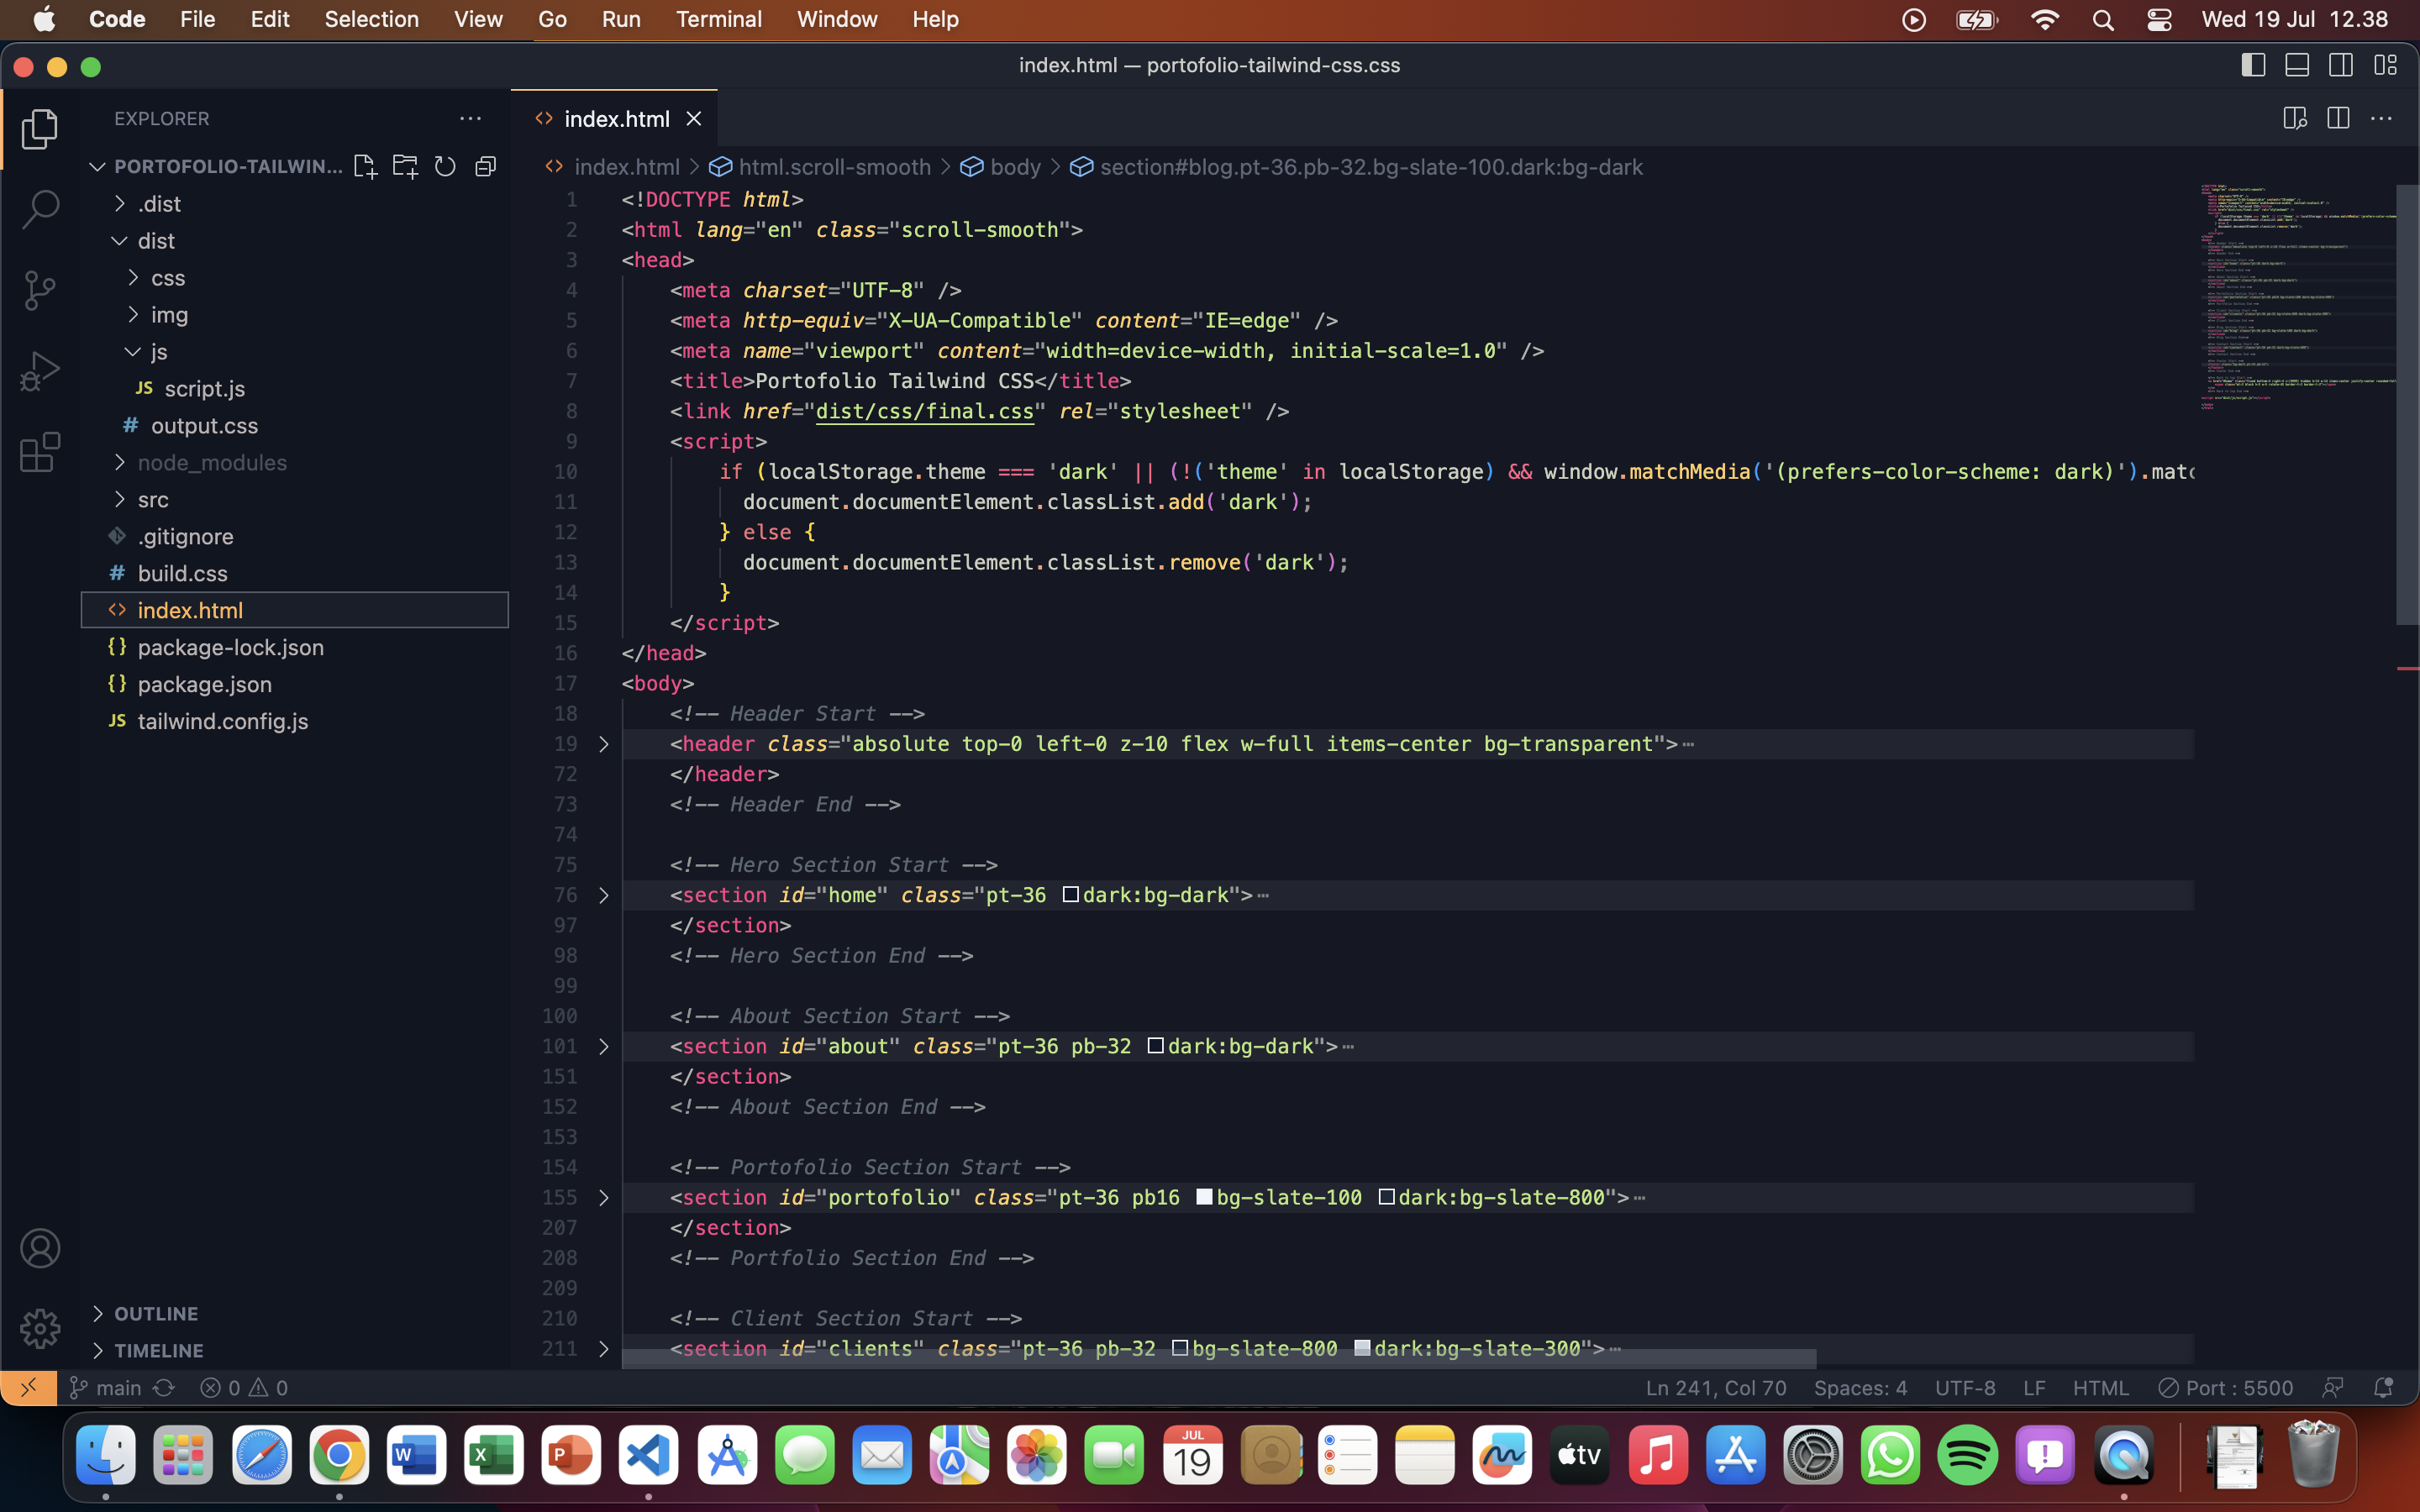 Code File Edit Selection View Go Run Terminal Window Help Wed 19 Jul 12.38
index.html — portofolio-tailwind-css.css
EXPLORER
PORTOFOLIO-TAILWIN...
.dist
dist
css
img
js
JS script.js
# output.css
node_modules
src
.gitignore
# build.css
<> index.html
{} package-lock.json
{} package.json
JS tailwind.config.js
OUTLINE
TIMELINE
<> index.html
<> index.html > html.scroll-smooth > body > section#blog.pt-36.pb-32.bg-slate-100.dark:bg-dark
1 <!DOCTYPE html>
2 <html lang="en" class="scroll-smooth">
3 <head>
4 <meta charset="UTF-8" />
5 <meta http-equiv="X-UA-Compatible" content="IE=edge" />
6 <meta name="viewport" content="width=device-width, initial-scale=1.0" />
7 <title>Portofolio Tailwind CSS</title>
8 <link href="dist/css/final.css" rel="stylesheet" />
9 <script>
10 if (localStorage.theme === 'dark' || (!('theme' in localStorage) && window.matchMedia('(prefers-color-scheme: dark)').matc
11 document.documentElement.classList.add('dark');
12 } else {
13 document.documentElement.classList.remove('dark');
14 }
15 </script>
16 </head>
17 <body>
18 <!-- Header Start -->
19 <header class="absolute top-0 left-0 z-10 flex w-full items-center bg-transparent">…
72 </header>
73 <!-- Header End -->
74
75 <!-- Hero Section Start -->
76 <section id="home" class="pt-36 dark:bg-dark">…
97 </section>
98 <!-- Hero Section End -->
99
100 <!-- About Section Start -->
101 <section id="about" class="pt-36 pb-32 dark:bg-dark">…
151 </section>
152 <!-- About Section End -->
153
154 <!-- Portofolio Section Start -->
155 <section id="portofolio" class="pt-36 pb16 bg-slate-100 dark:bg-slate-800">…
207 </section>
208 <!-- Portfolio Section End -->
209
210 <!-- Client Section Start -->
211 <section id="clients" class="pt-36 pb-32 bg-slate-800 dark:bg-slate-300">…
main 0 0 Ln 241, Col 70 Spaces: 4 UTF-8 LF HTML Port : 5500
W X P JUL 19 tv